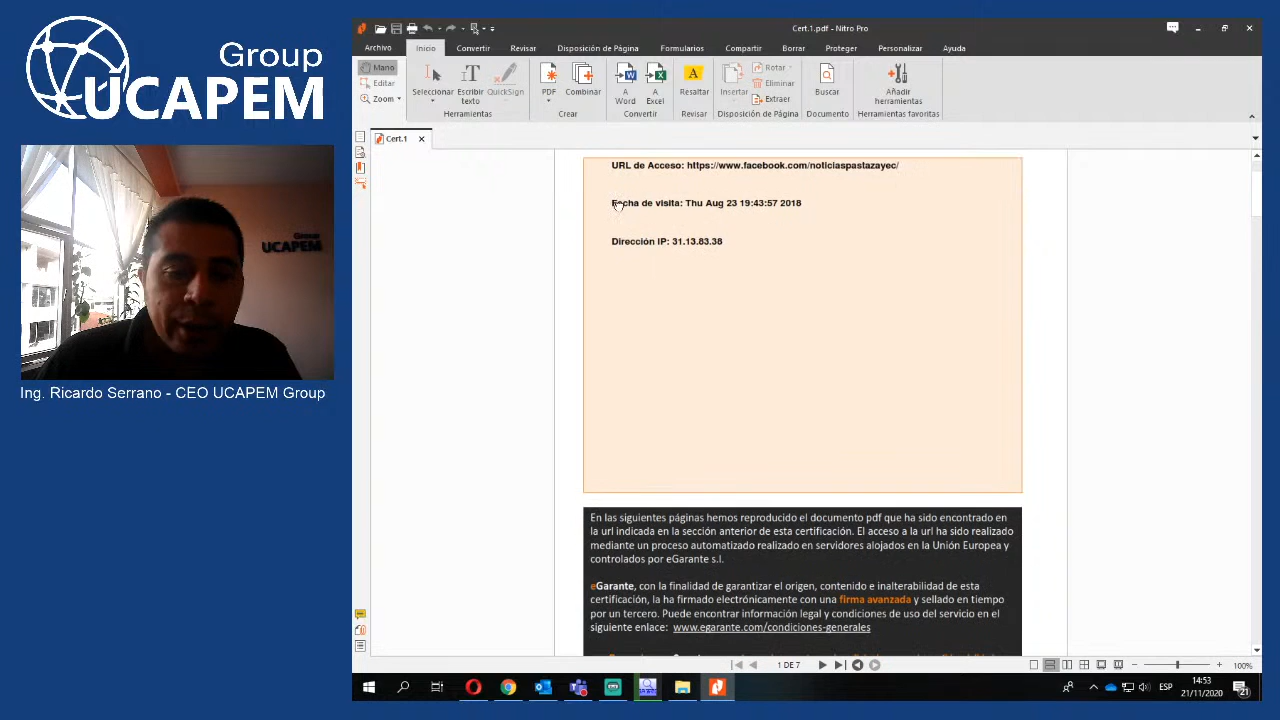 Group
UCAPEM
UCAPEM
Ing. Ricardo Serrano - CEO UCAPEM Group
Cert.1.pdf - Nitro Pro
Archivo Inicio Convertir Revisar Disposición de Página Formularios Compartir Borrar Proteger Personalizar Ayuda
Mano
Editar
Zoom
Seleccionar
Escribir texto
QuickSign
PDF
Combinar
A Word
A Excel
Resaltar
Insertar
Rotar
Eliminar
Extraer
Buscar
Añadir herramientas
Herramientas Crear Convertir Revisar Disposición de Página Documento Herramientas favoritas
Cert.1
URL de Acceso: https://www.facebook.com/noticiaspastazayec/
Fecha de visita: Thu Aug 23 19:43:57 2018
Dirección IP: 31.13.83.38
En las siguientes páginas hemos reproducido el documento pdf que ha sido encontrado en
la url indicada en la sección anterior de esta certificación. El acceso a la url ha sido realizado
mediante un proceso automatizado realizado en servidores alojados en la Unión Europea y
controlados por eGarante s.l.
eGarante, con la finalidad de garantizar el origen, contenido e inalterabilidad de esta
certificación, la ha firmado electrónicamente con una firma avanzada y sellado en tiempo
por un tercero. Puede encontrar información legal y condiciones de uso del servicio en el
siguiente enlace: www.egarante.com/condiciones-generales
1 DE 7
100%
ESP
14:53
21/11/2020
21